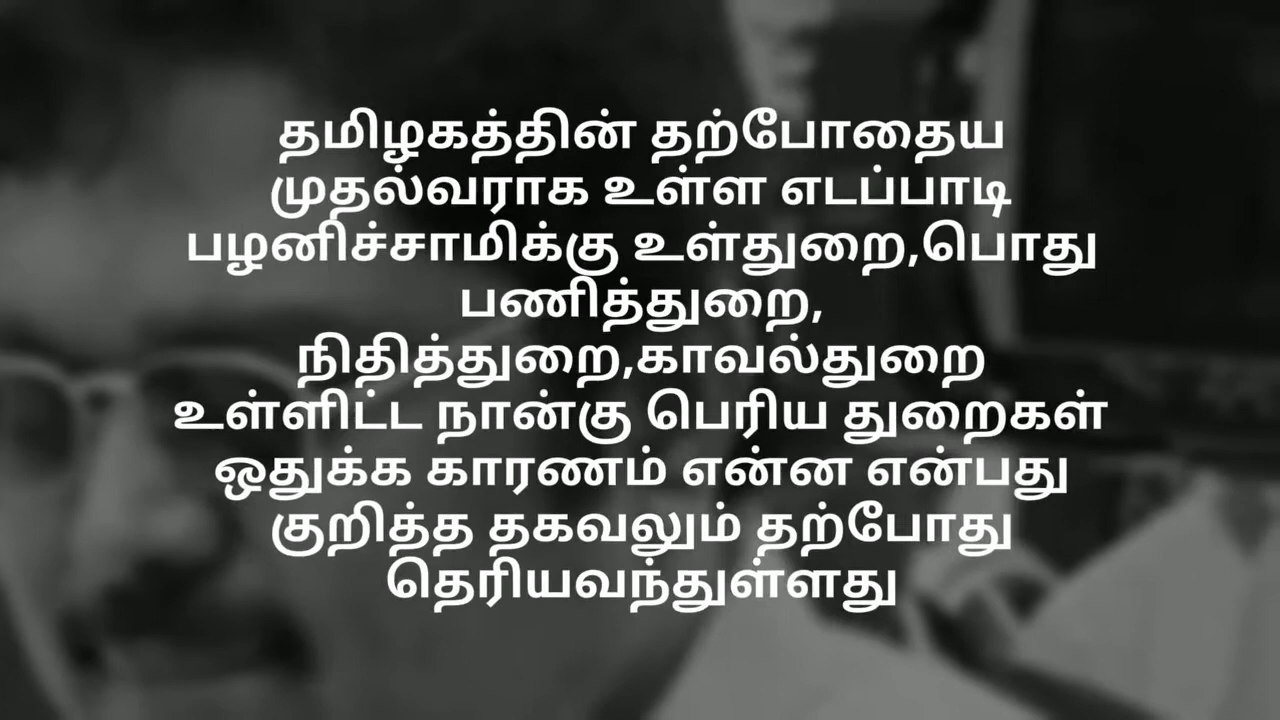 தமிழகத்தின் தற்போதைய
முதல்வராக உள்ள எடப்பாடி
பழனிச்சாமிக்கு உள்துறை,பொது
பணித்துறை,
நிதித்துறை,காவல்துறை
உள்ளிட்ட நான்கு பெரிய துறைகள்
ஒதுக்க காரணம் என்ன என்பது
குறித்த தகவலும் தற்போது
தெரியவந்துள்ளது